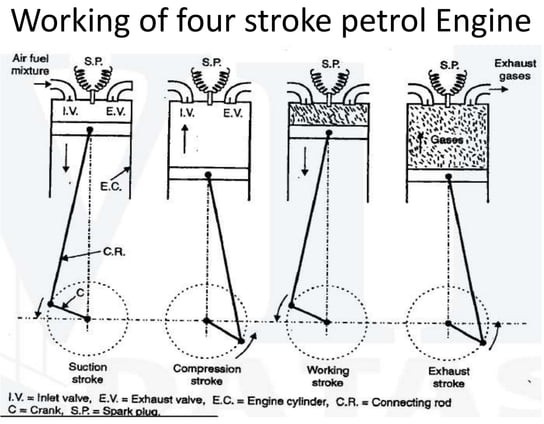 Working of four stroke petrol Engine
Air fuel
mixture
S.P.
S.P.
S.P.
S.P.
Exhaust
gases
I.V.
E.V.
I.V.
E.V.
Gases
E.C.
C.R.
C
Suction
stroke
Compression
stroke
Working
stroke
Exhaust
stroke
I.V. = Inlet valve, E.V. = Exhaust valve, E.C. = Engine cylinder, C.R. = Connecting rod
C = Crank, S.P. = Spark plug.